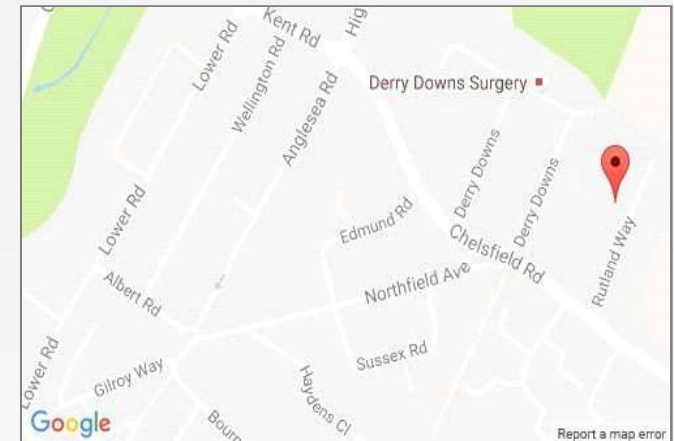 Kent Rd
Hig
Lower Rd
Wellington Rd
Anglesea Rd
Derry Downs Surgery
Derry Downs
Derry Downs
Lower Rd
Edmund Rd
Chelsfield Rd
Rutland Way
Albert Rd
Northfield Ave
Sussex Rd
Lower Rd
Gilroy Way
Haydens Cl
Bourn
Google
Report a map error